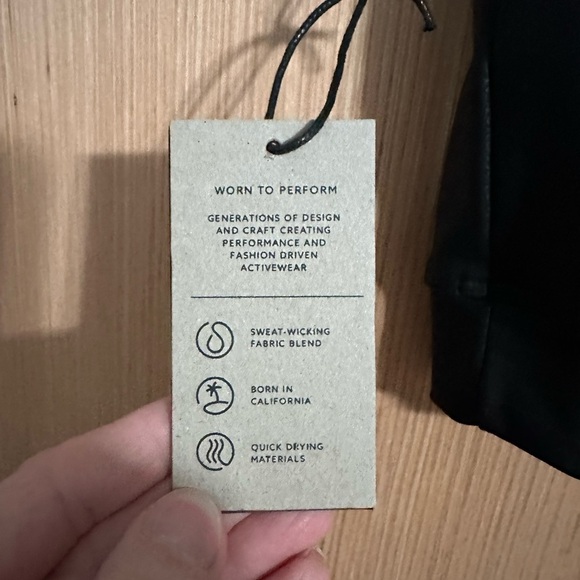 WORN TO PERFORM
GENERATIONS OF DESIGN
AND CRAFT CREATING
PERFORMANCE AND
FASHION DRIVEN
ACTIVEWEAR
SWEAT-WICKING
FABRIC BLEND
BORN IN
CALIFORNIA
QUICK DRYING
MATERIALS